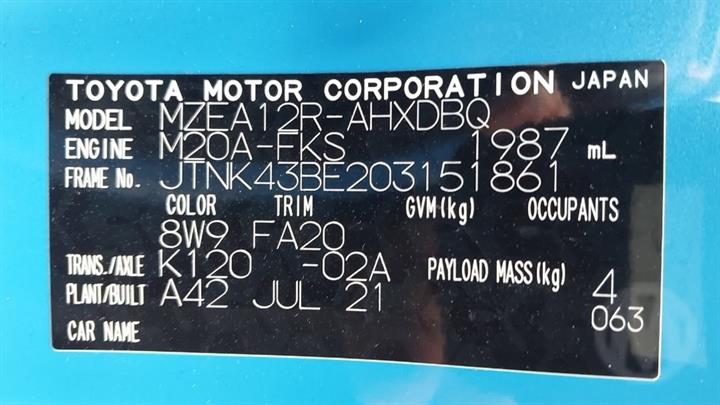 TOYOTA MOTOR CORPORATION JAPAN
MODEL MZEA12R-AHXDBQ
ENGINE M20A-FKS 1987 mL
FRAME No. JTNK43BE203151861
COLOR TRIM GVM(kg) OCCUPANTS
8W9 FA20
TRANS./AXLE K120 -02A PAYLOAD MASS(kg) 4
PLANT/BUILT A42 JUL 21
063
CAR NAME